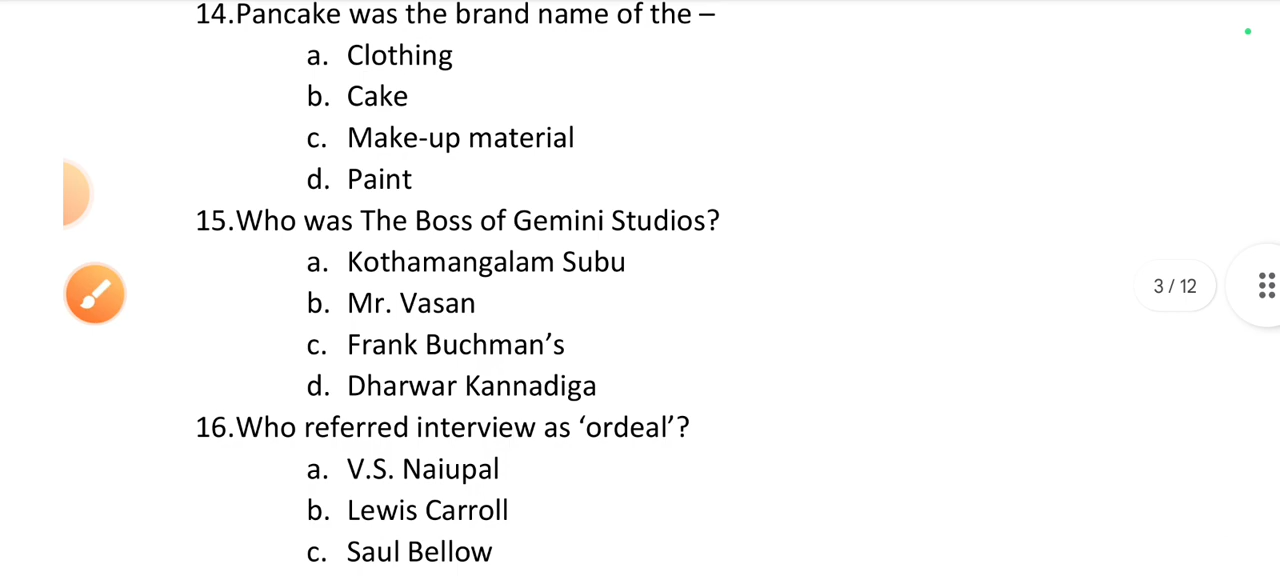 14.Pancake was the brand name of the –
a. Clothing
b. Cake
c. Make-up material
d. Paint
15.Who was The Boss of Gemini Studios?
a. Kothamangalam Subu
b. Mr. Vasan
c. Frank Buchman’s
d. Dharwar Kannadiga
3 / 12
16.Who referred interview as ‘ordeal’?
a. V.S. Naiupal
b. Lewis Carroll
c. Saul Bellow